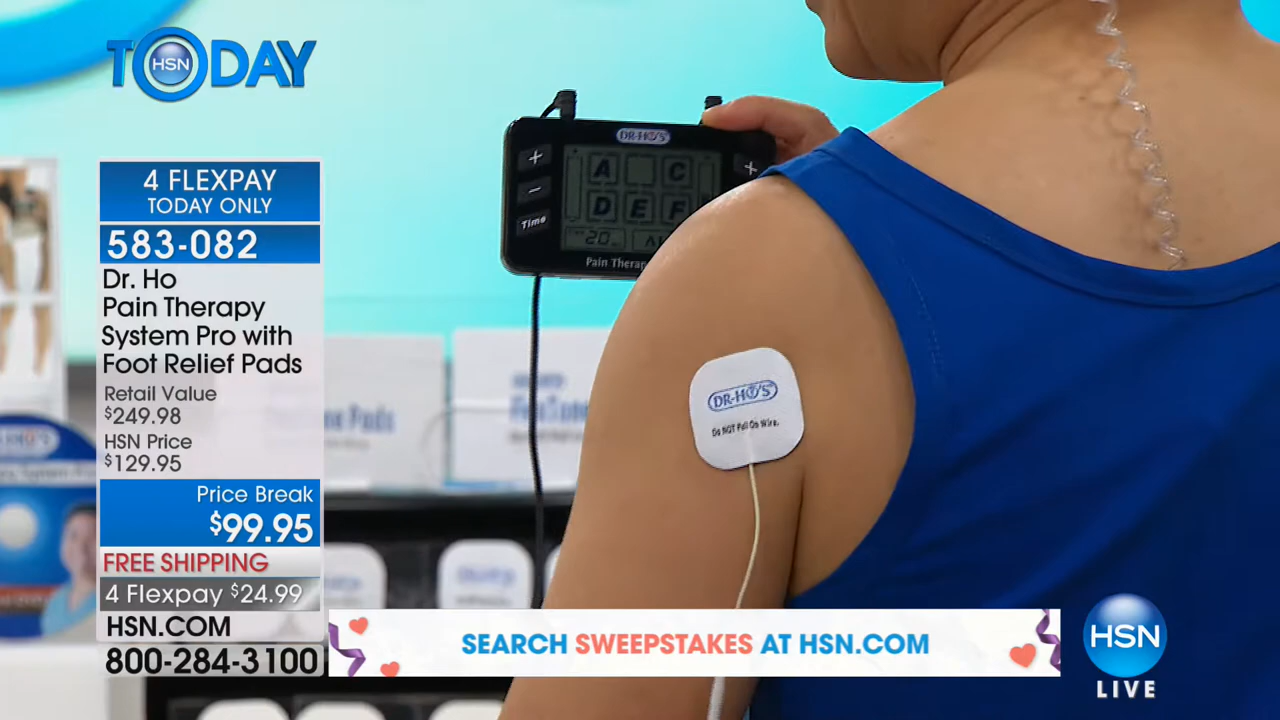 TODAY
HSN
4 FLEXPAY
TODAY ONLY
583-082
Dr. Ho
Pain Therapy
System Pro with
Foot Relief Pads
Retail Value
$249.98
HSN Price
$129.95
Price Break
$99.95
FREE SHIPPING
4 Flexpay $24.99
HSN.COM
800-284-3100
DR-HO'S
+
+
−
Time
A
C
D
E
F
20
Pain
DR-HO'S
Do NOT Pull On Wire.
Pads
SEARCH SWEEPSTAKES AT HSN.COM
HSN
LIVE